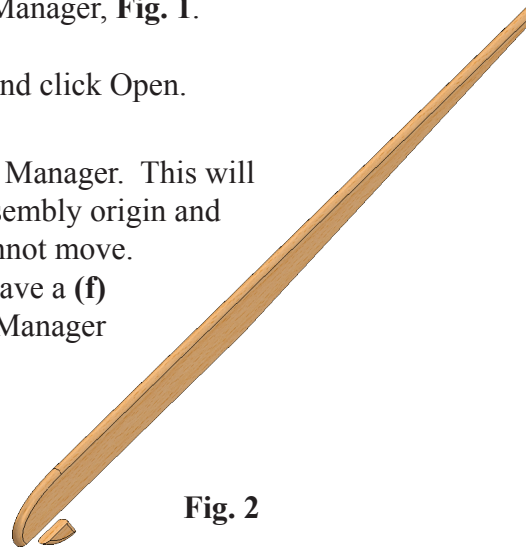 Manager, Fig. 1.
nd click Open.
Manager.  This will
sembly origin and
nnot move.
ave a (f)
Manager
Fig. 2